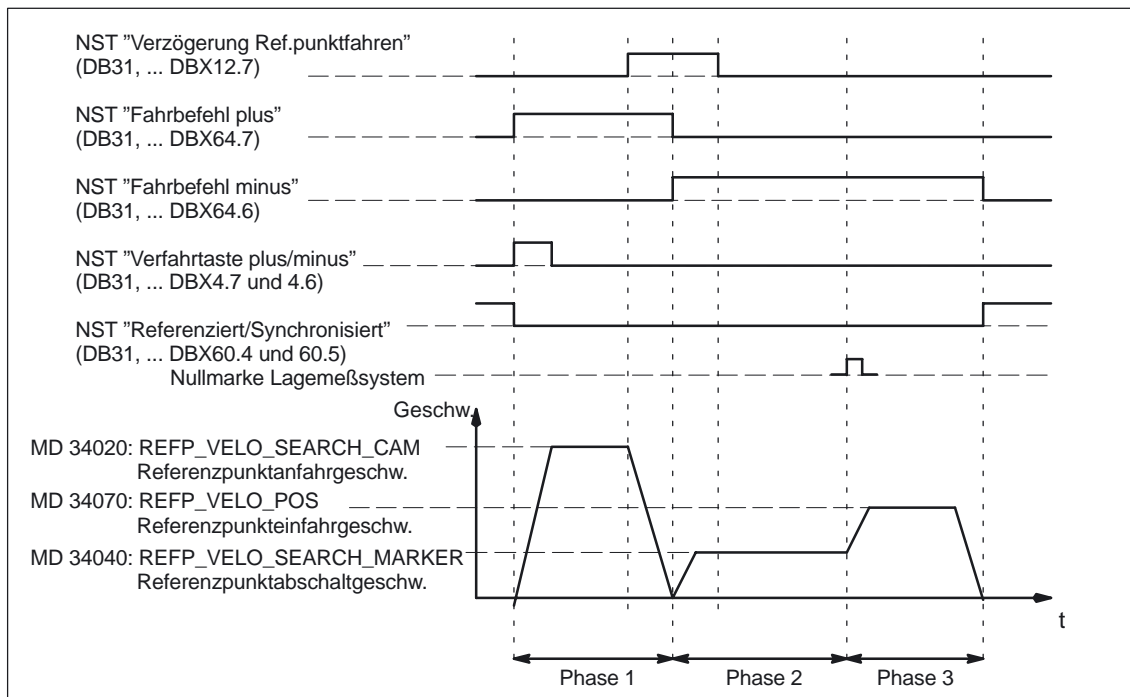 NST ”Verzögerung Ref.punktfahren”
(DB31, ... DBX12.7)
NST ”Fahrbefehl plus”
(DB31, ... DBX64.7)
NST ”Fahrbefehl minus”
(DB31, ... DBX64.6)
NST ”Verfahrtaste plus/minus”
(DB31, ... DBX4.7 und 4.6)
NST ”Referenziert/Synchronisiert”
(DB31, ... DBX60.4 und 60.5)
Nullmarke Lagemeßsystem
Geschw.
MD 34020: REFP_VELO_SEARCH_CAM
Referenzpunktanfahrgeschw.
MD 34070: REFP_VELO_POS
Referenzpunkteinfahrgeschw.
MD 34040: REFP_VELO_SEARCH_MARKER
Referenzpunktabschaltgeschw.
t
Phase 1 Phase 2 Phase 3